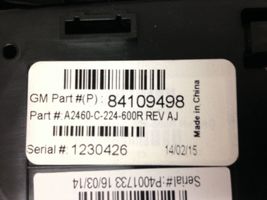 GM Part #(P) : 84109498
Part #: A2460-C-224-600R REV AJ
Serial #: 1230426
14/02/15
Made in China
Serial#:P4001733 16/03/14